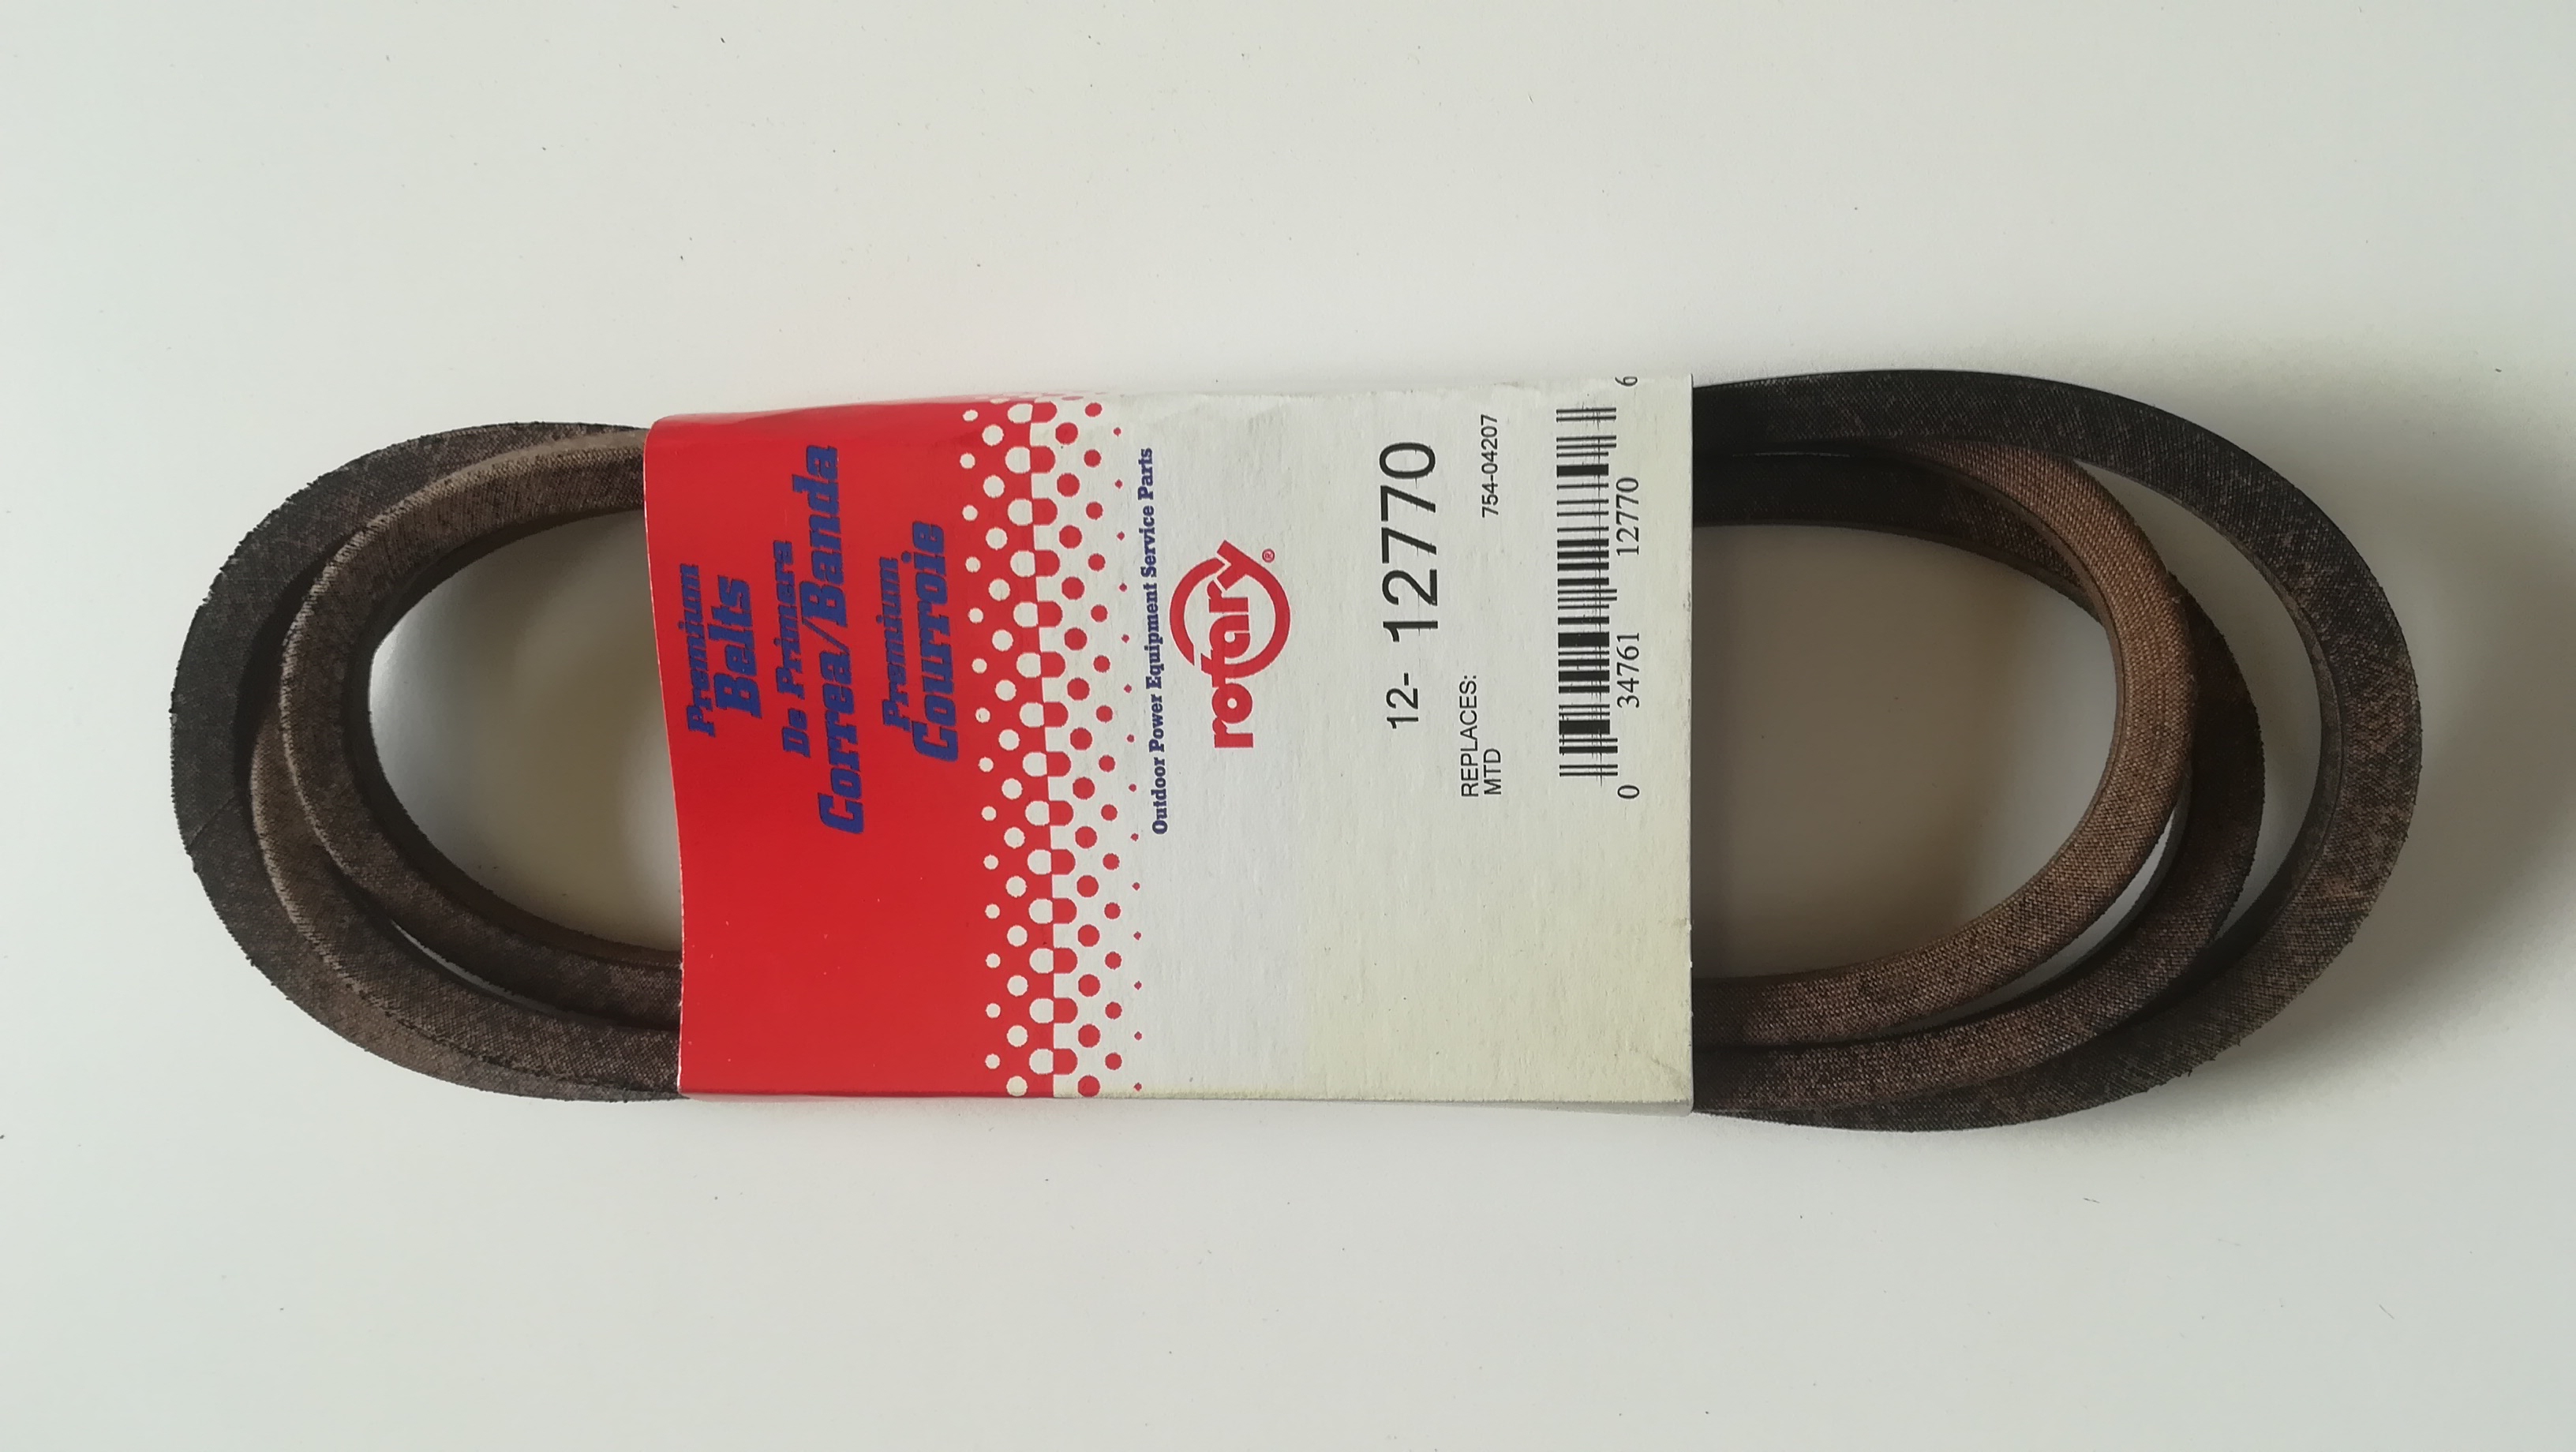 Premium
Belts
De Primera
Correa/Banda
Premium
Courroie
Outdoor Power Equipment Service Parts
rotary®
12- 12770
REPLACES:
MTD 754-04207
0 34761 12770 6